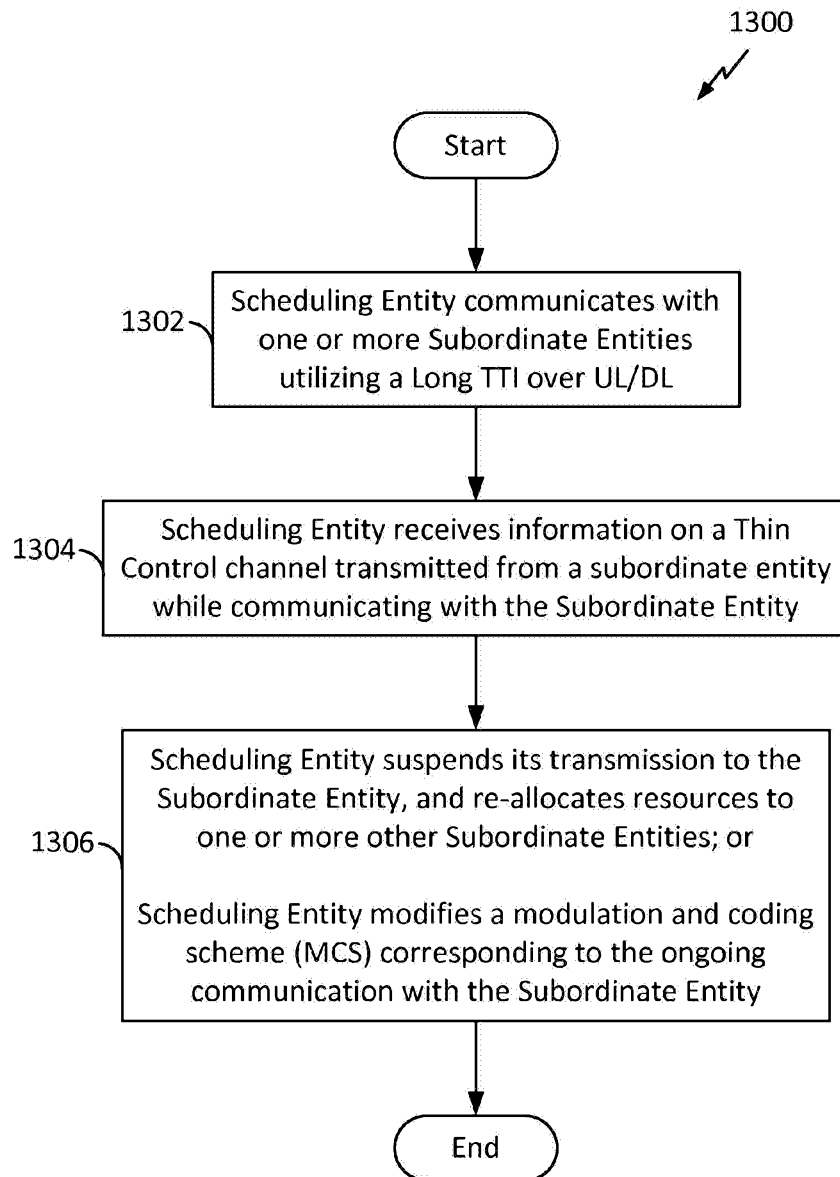 1300
Start
1302
Scheduling Entity communicates with
one or more Subordinate Entities
utilizing a Long TTI over UL/DL
1304
Scheduling Entity receives information on a Thin
Control channel transmitted from a subordinate entity
while communicating with the Subordinate Entity
1306
Scheduling Entity suspends its transmission to the
Subordinate Entity, and re-allocates resources to
one or more other Subordinate Entities; or
Scheduling Entity modifies a modulation and coding
scheme (MCS) corresponding to the ongoing
communication with the Subordinate Entity
End